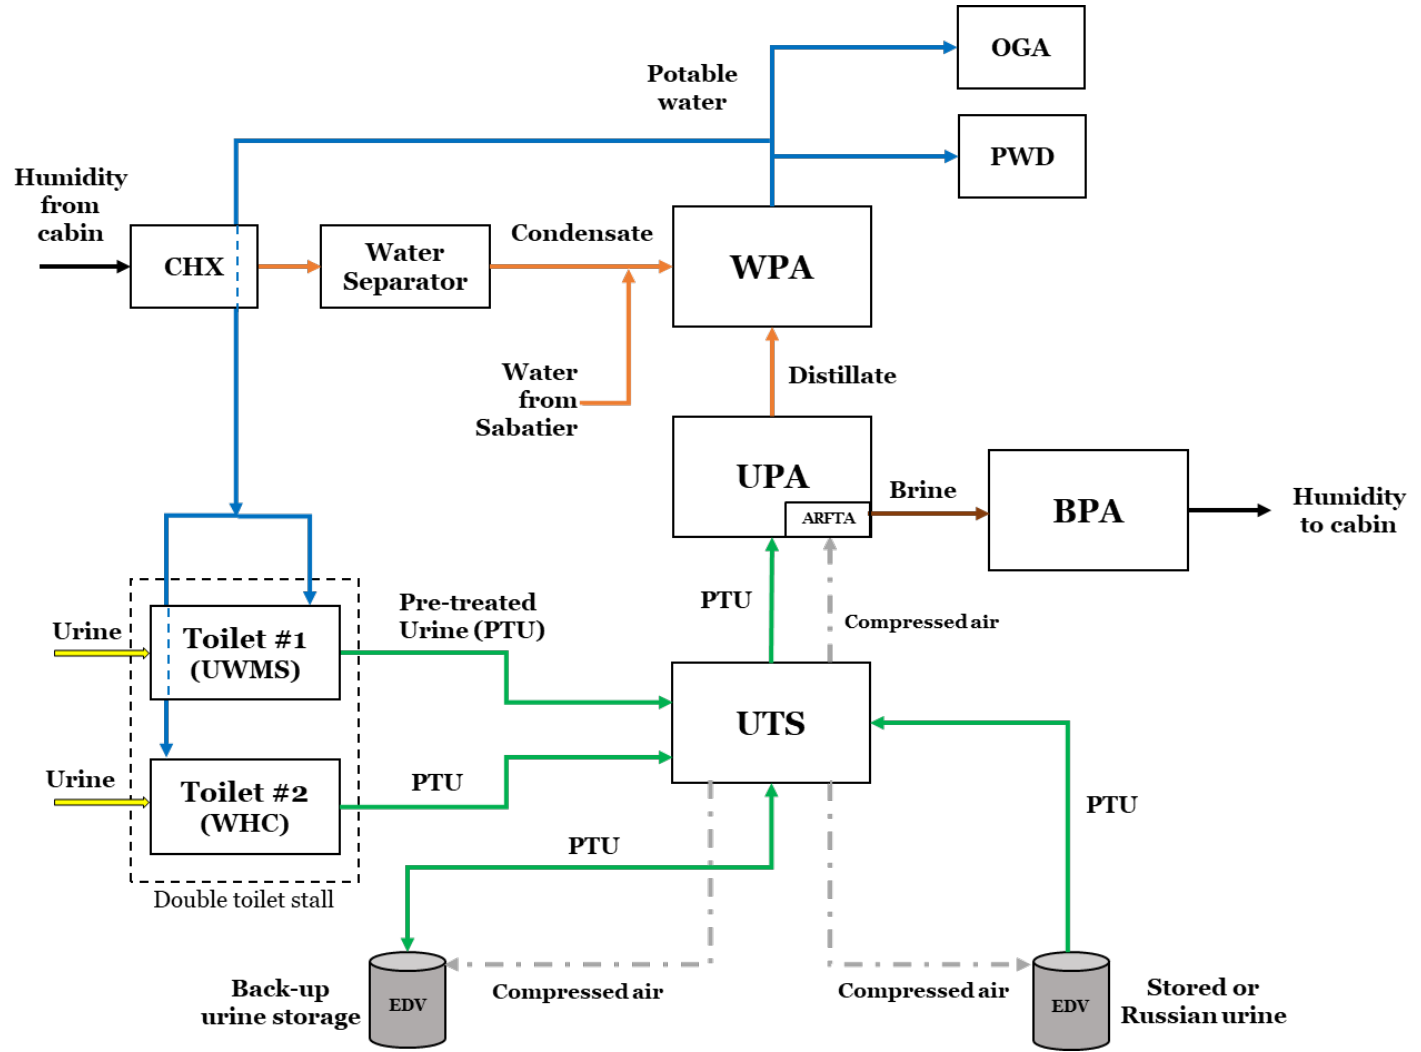 OGA
Potable
water
PWD
Humidity
from
cabin
CHX
Water
Separator
Condensate
WPA
Water
from
Sabatier
Distillate
UPA
ARFTA
Brine
BPA
Humidity
to cabin
PTU
Compressed air
Urine
Toilet #1
(UWMS)
Pre-treated
Urine (PTU)
UTS
Urine
Toilet #2
(WHC)
PTU
PTU
PTU
Double toilet stall
Back-up
urine storage
EDV
Compressed air
Compressed air
EDV
Stored or
Russian urine